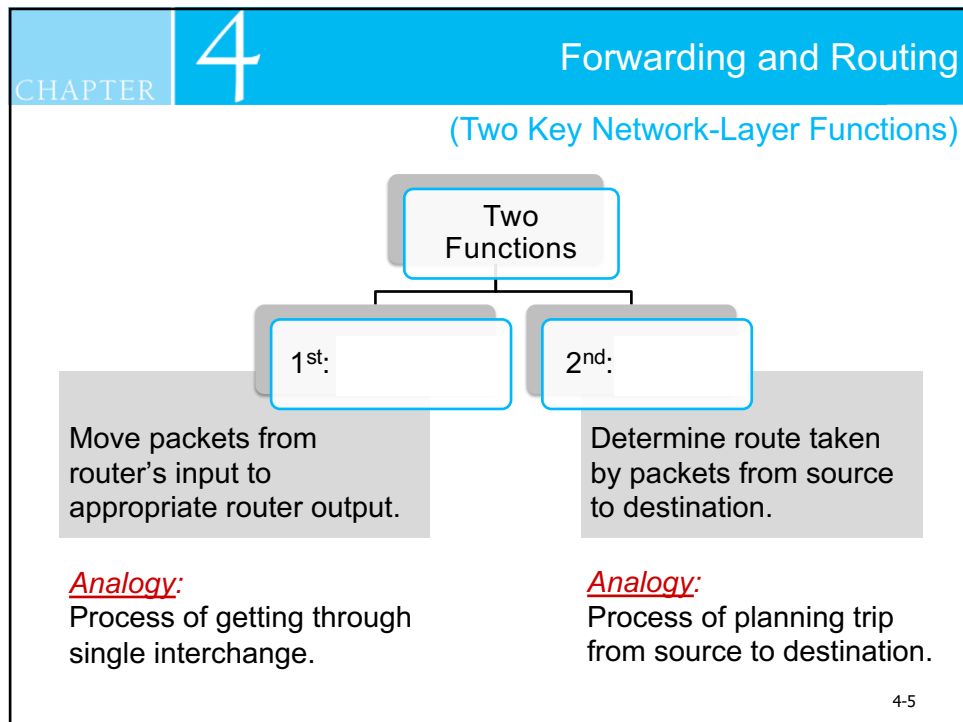 CHAPTER 4
Forwarding and Routing
(Two Key Network-Layer Functions)
Two
Functions
1st:
2nd:
Move packets from
router’s input to
appropriate router output.
Determine route taken
by packets from source
to destination.
Analogy:
Process of getting through
single interchange.
Analogy:
Process of planning trip
from source to destination.
4-5